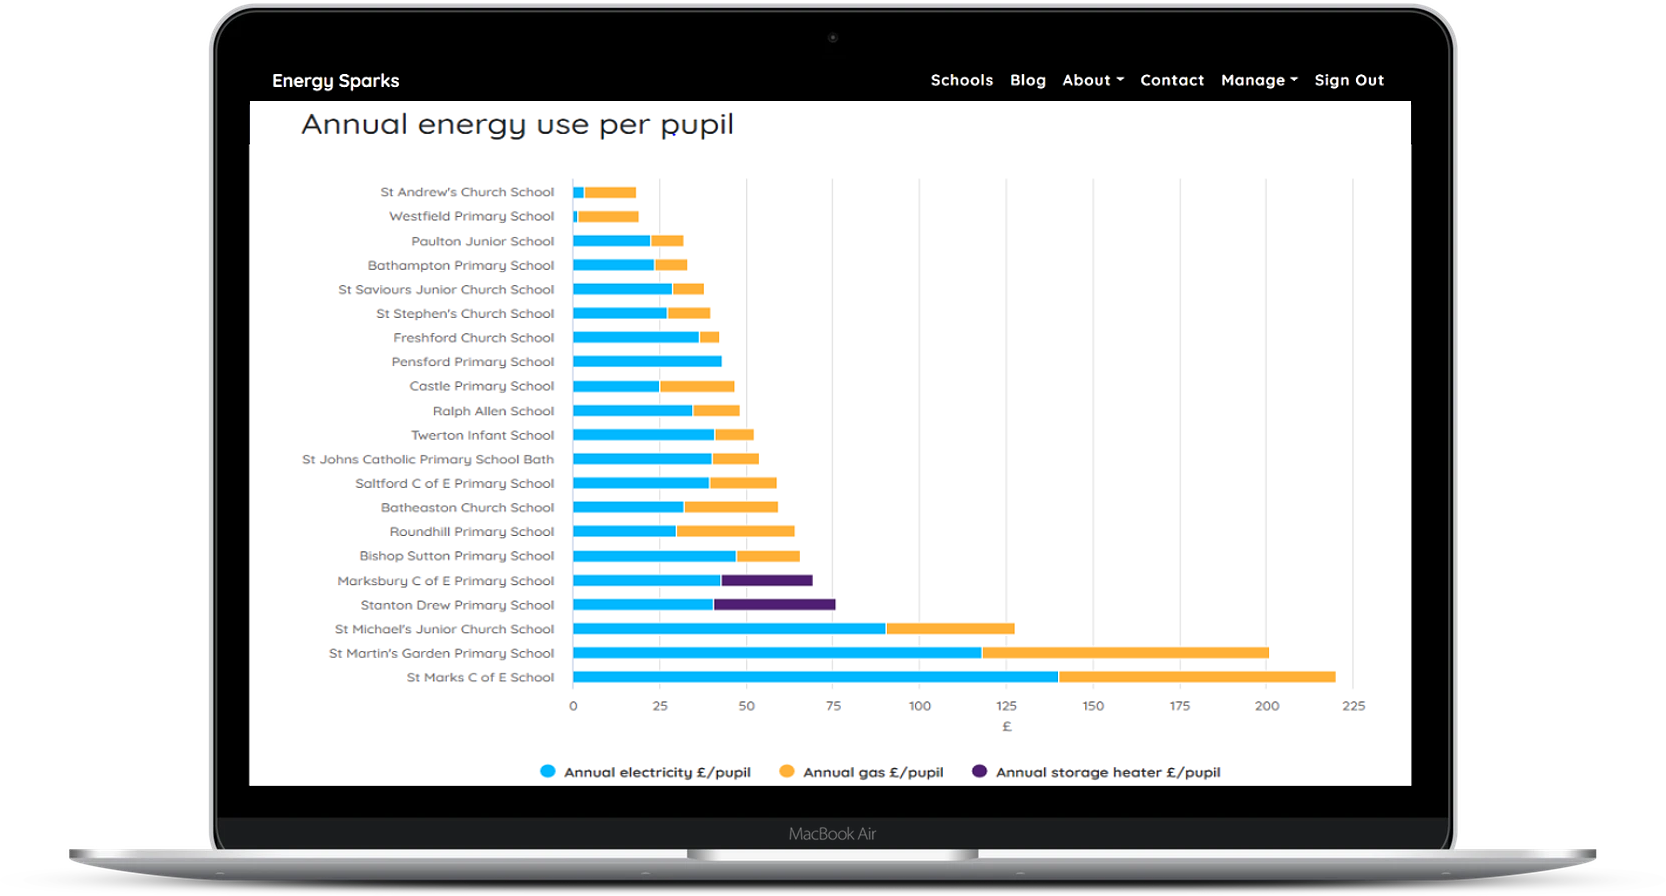 Energy Sparks
Schools Blog About Contact Manage Sign Out
Annual energy use per pupil
St Andrew's Church School
Westfield Primary School
Paulton Junior School
Bathampton Primary School
St Saviours Junior Church School
St Stephen's Church School
Freshford Church School
Pensford Primary School
Castle Primary School
Ralph Allen School
Twerton Infant School
St Johns Catholic Primary School Bath
Saltford C of E Primary School
Batheaston Church School
Roundhill Primary School
Bishop Sutton Primary School
Marksbury C of E Primary School
Stanton Drew Primary School
St Michael's Junior Church School
St Martin's Garden Primary School
St Marks C of E School
0 25 50 75 100 125 150 175 200 225
£
Annual electricity £/pupil Annual gas £/pupil Annual storage heater £/pupil
MacBook Air